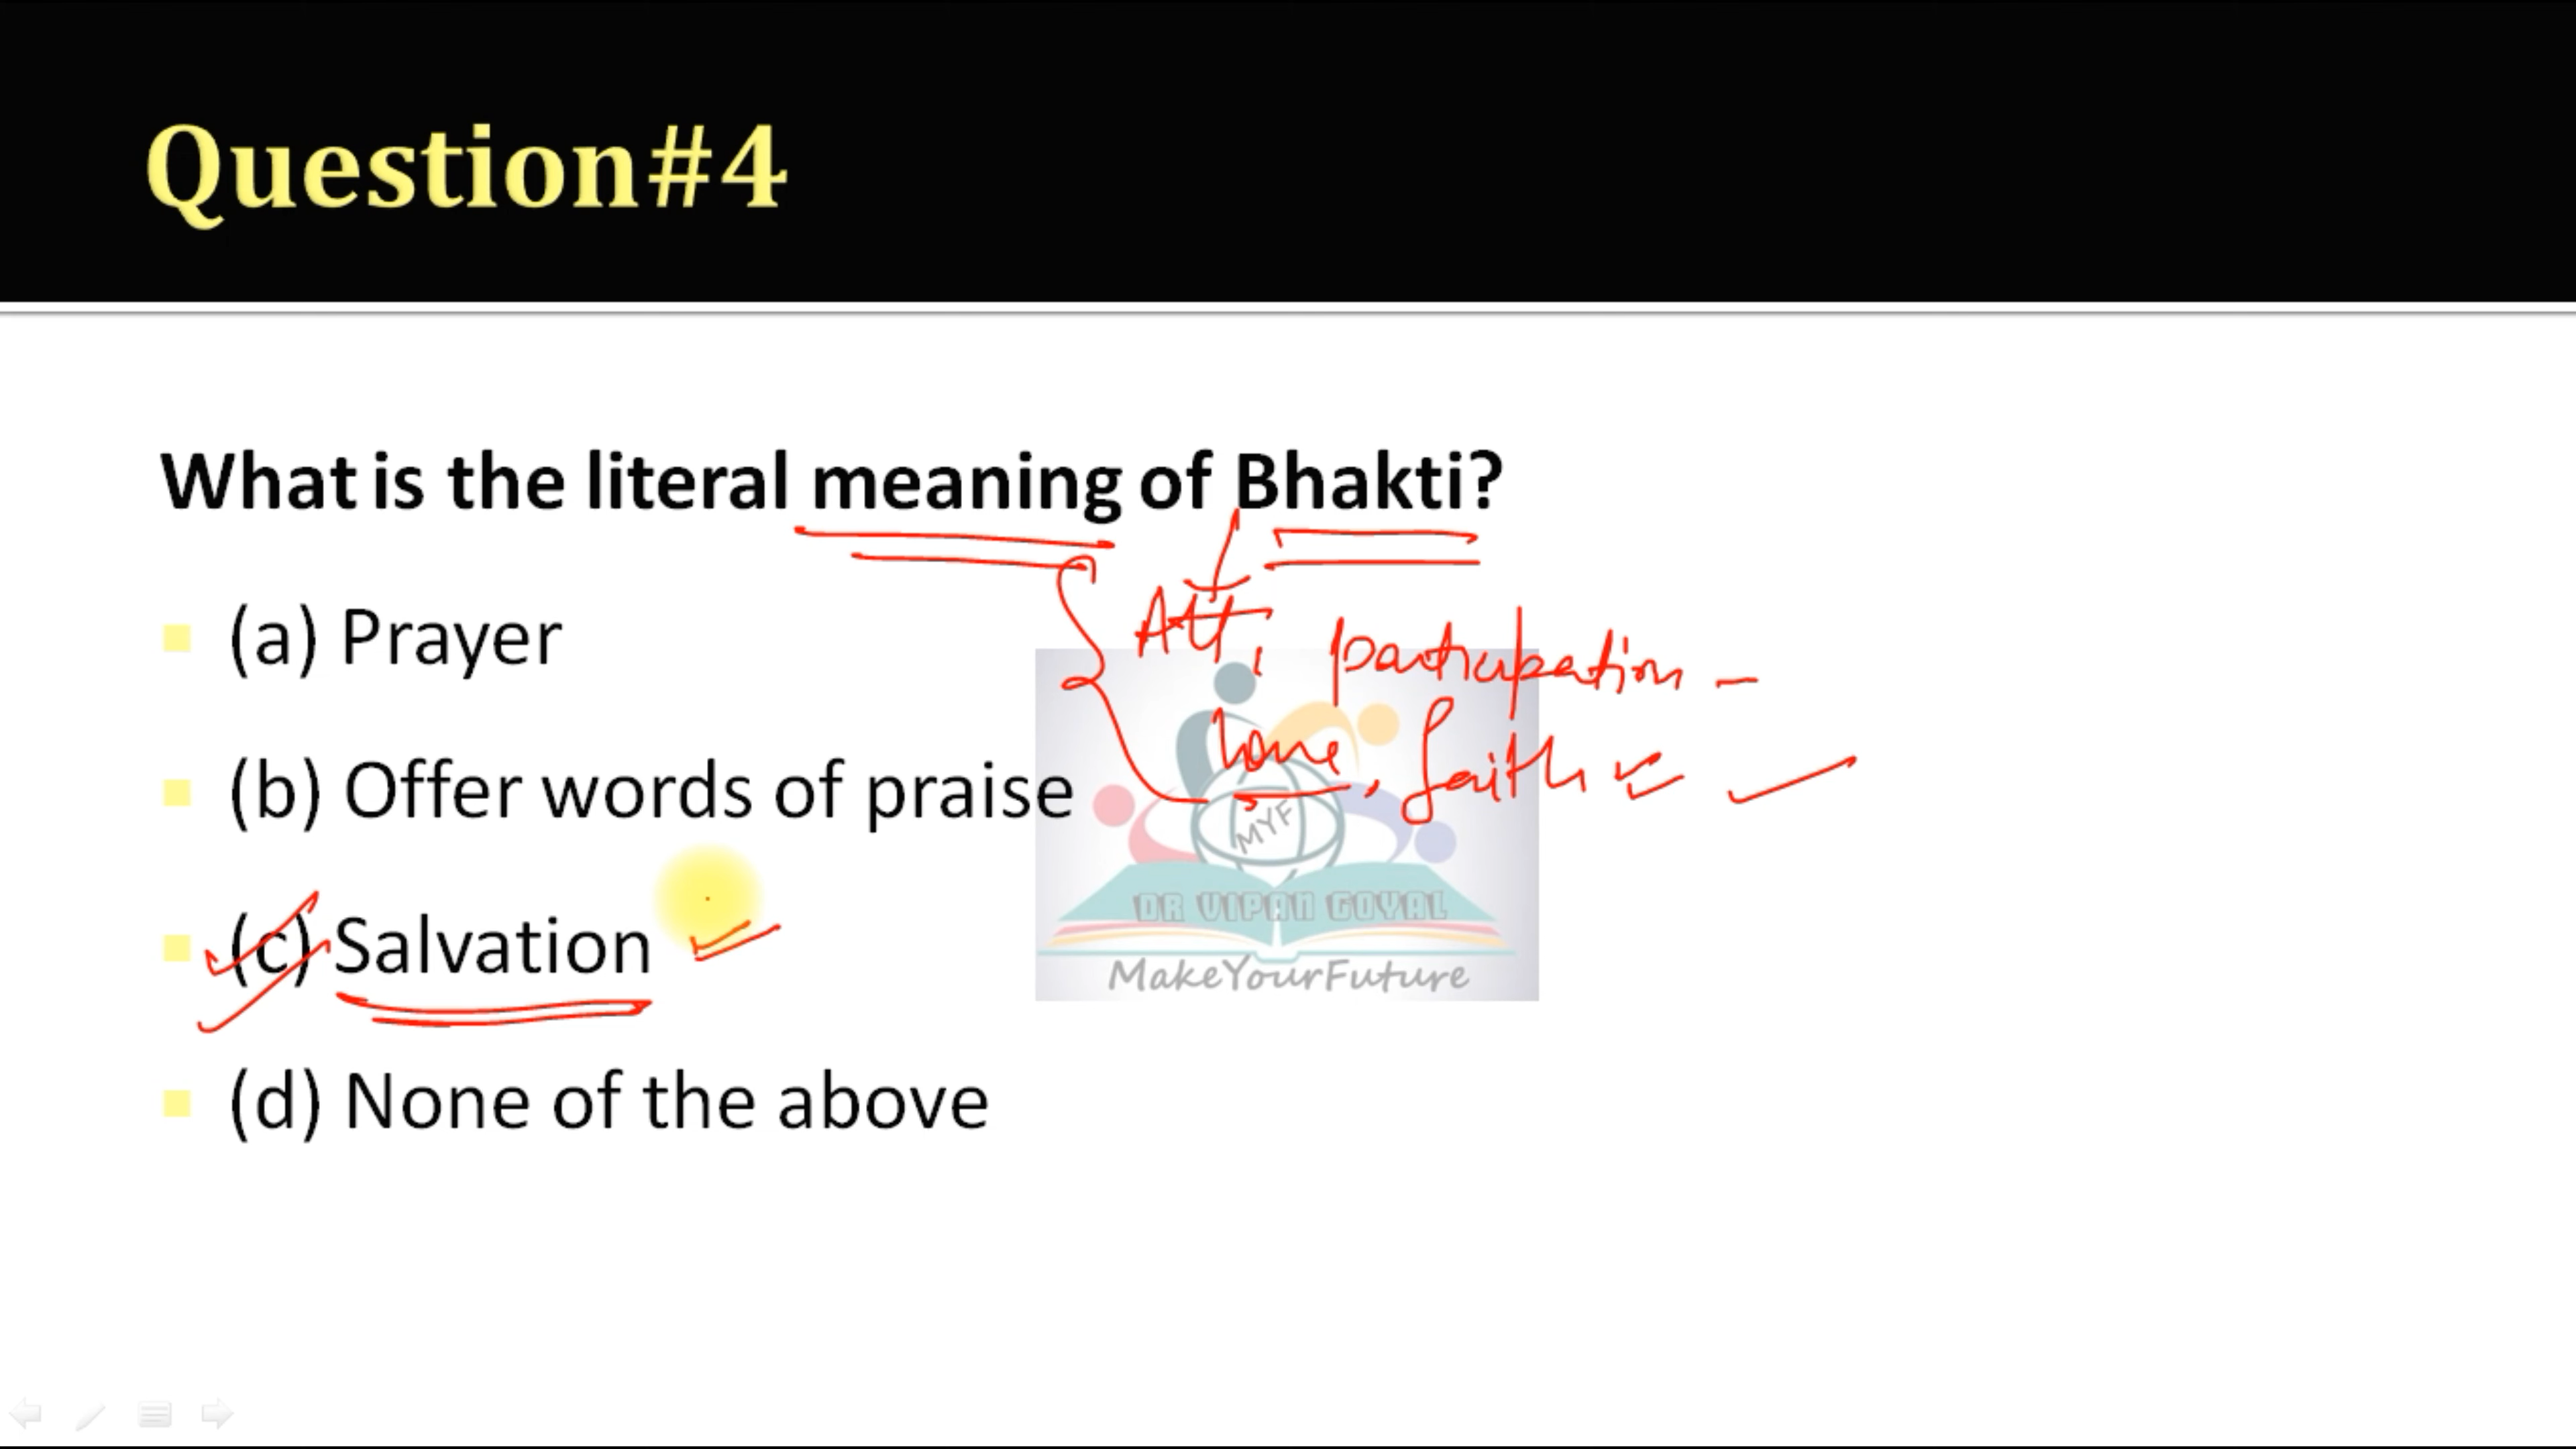 Question#4
What is the literal meaning of Bhakti?
Att, participation -
love, faith
(a) Prayer
(b) Offer words of praise
(c) Salvation
(d) None of the above
MYF
DR VIPAN GOYAL
MakeYourFuture